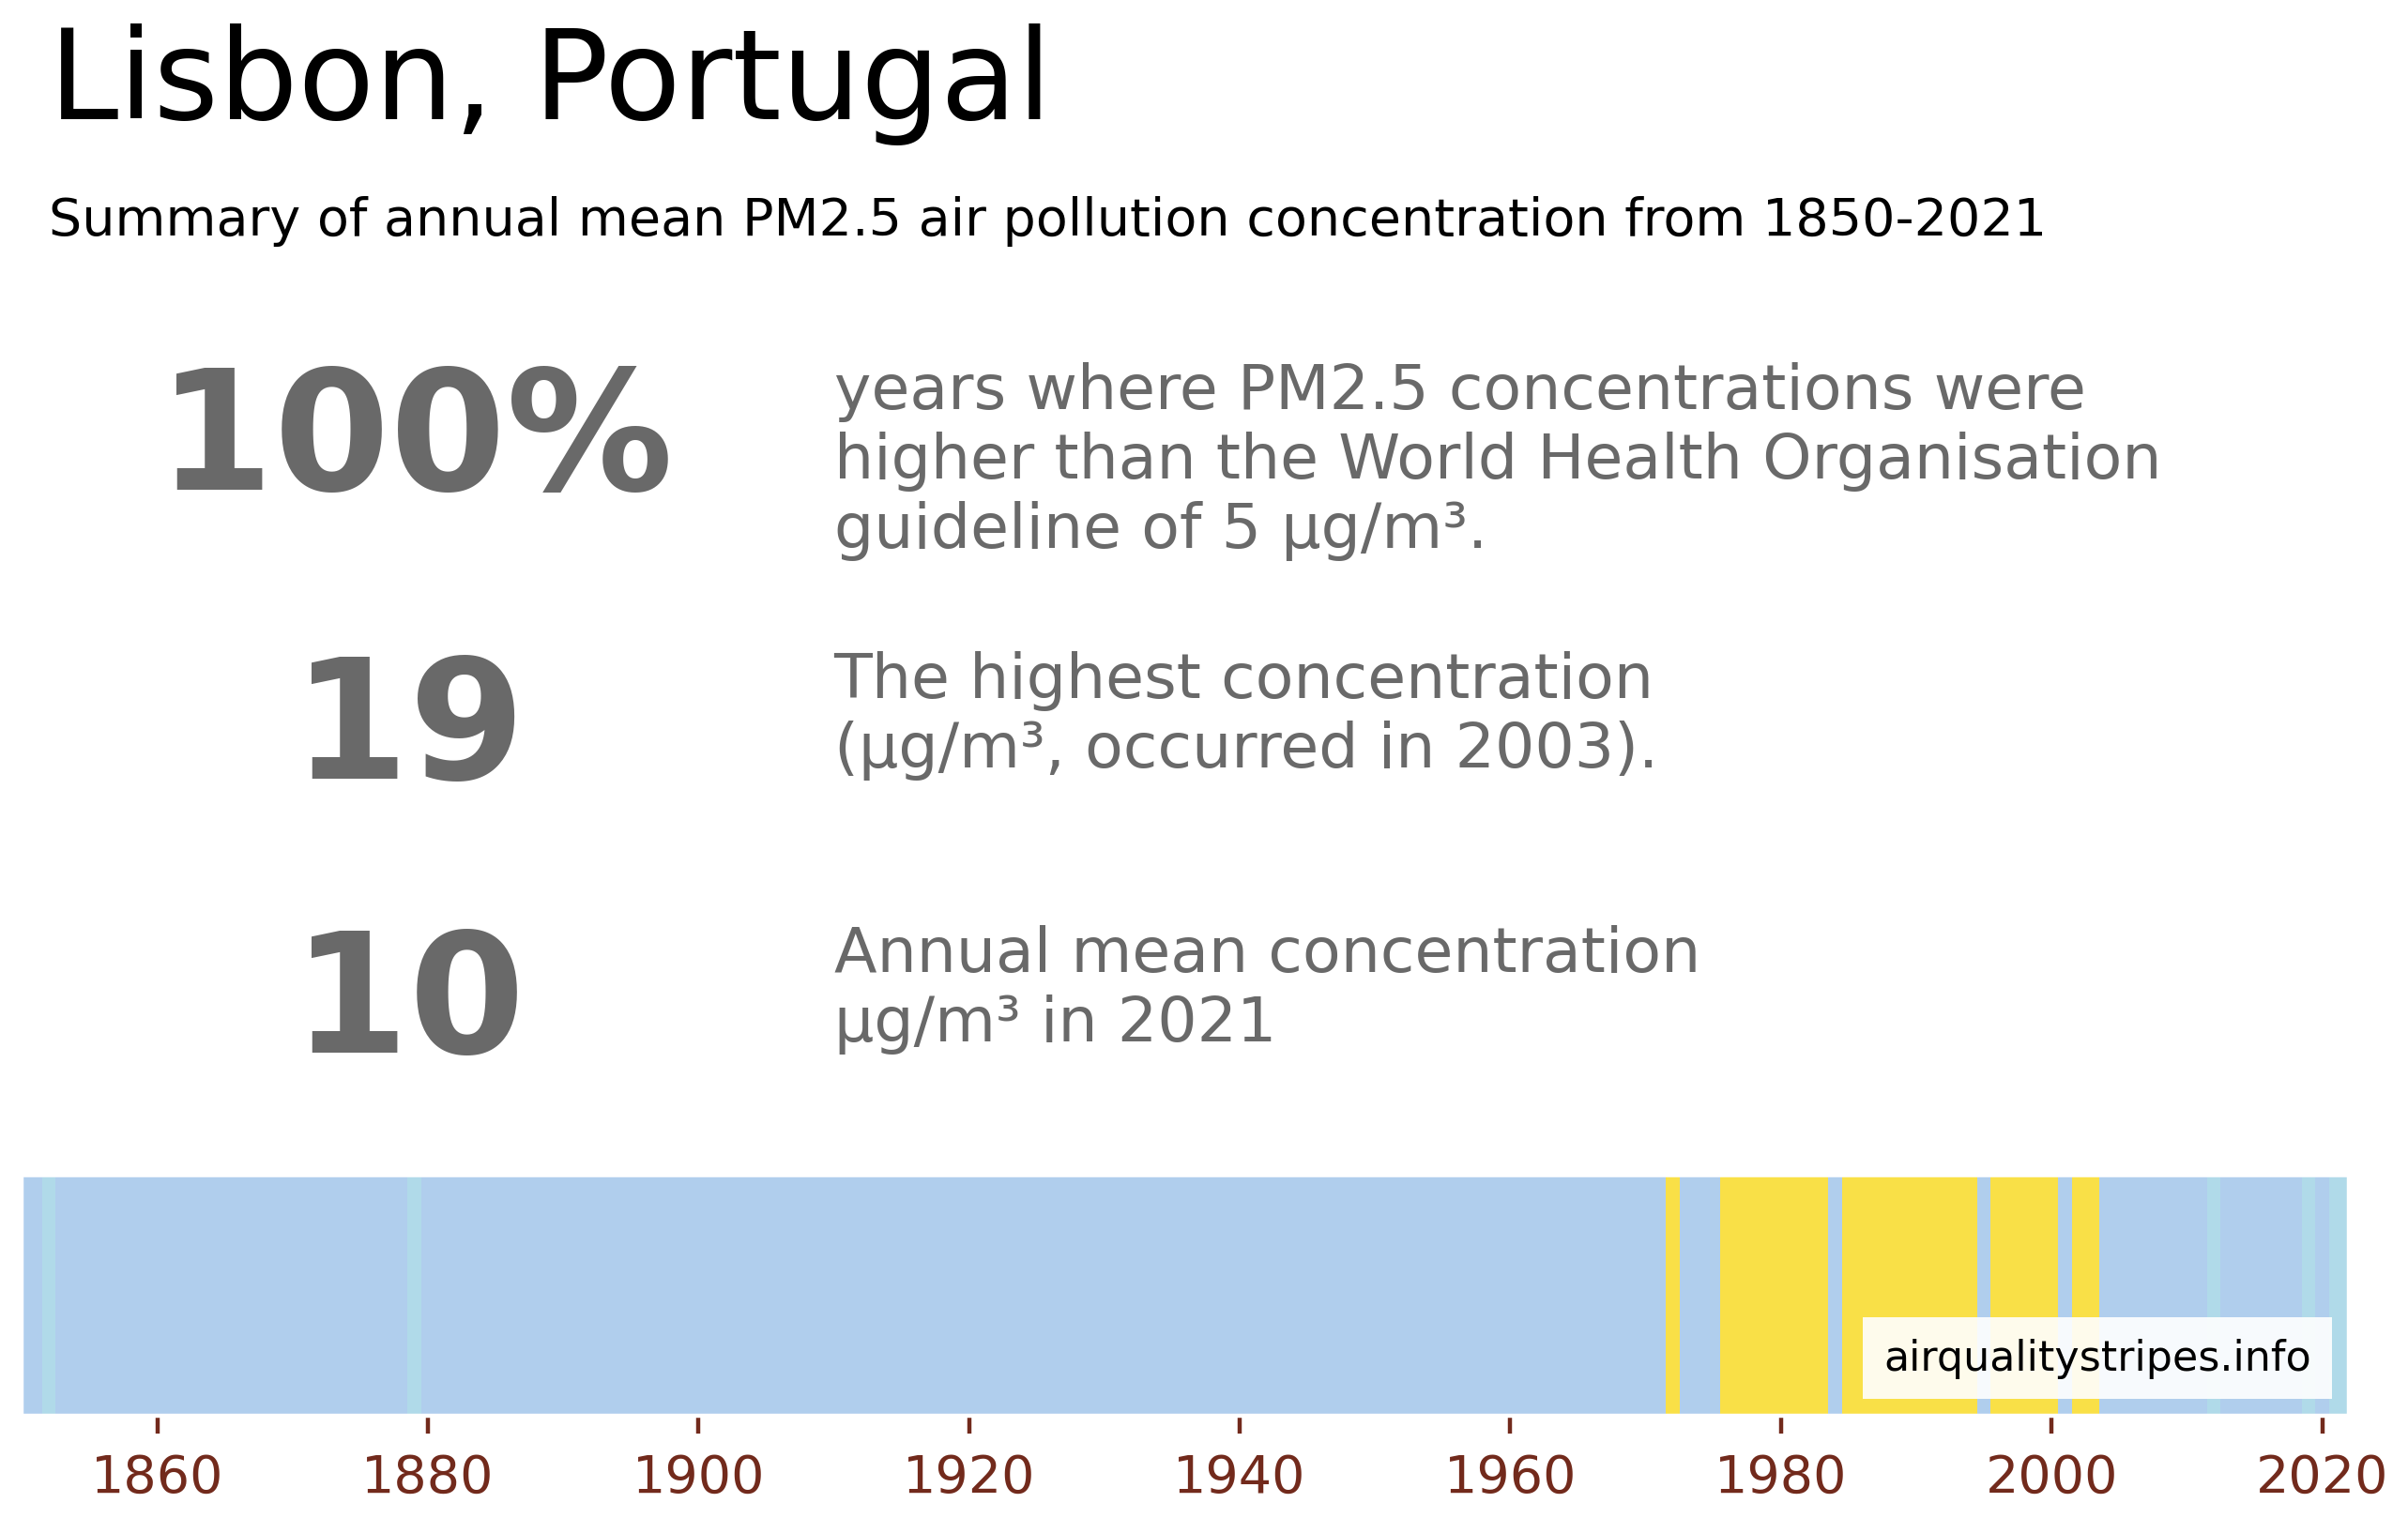 Lisbon, Portugal
Summary of annual mean PM2.5 air pollution concentration from 1850-2021
100%
years where PM2.5 concentrations were
higher than the World Health Organisation
guideline of 5 µg/m³.
19
The highest concentration
(µg/m³, occurred in 2003).
10
Annual mean concentration
µg/m³ in 2021
airqualitystripes.info
1860 1880 1900 1920 1940 1960 1980 2000 2020